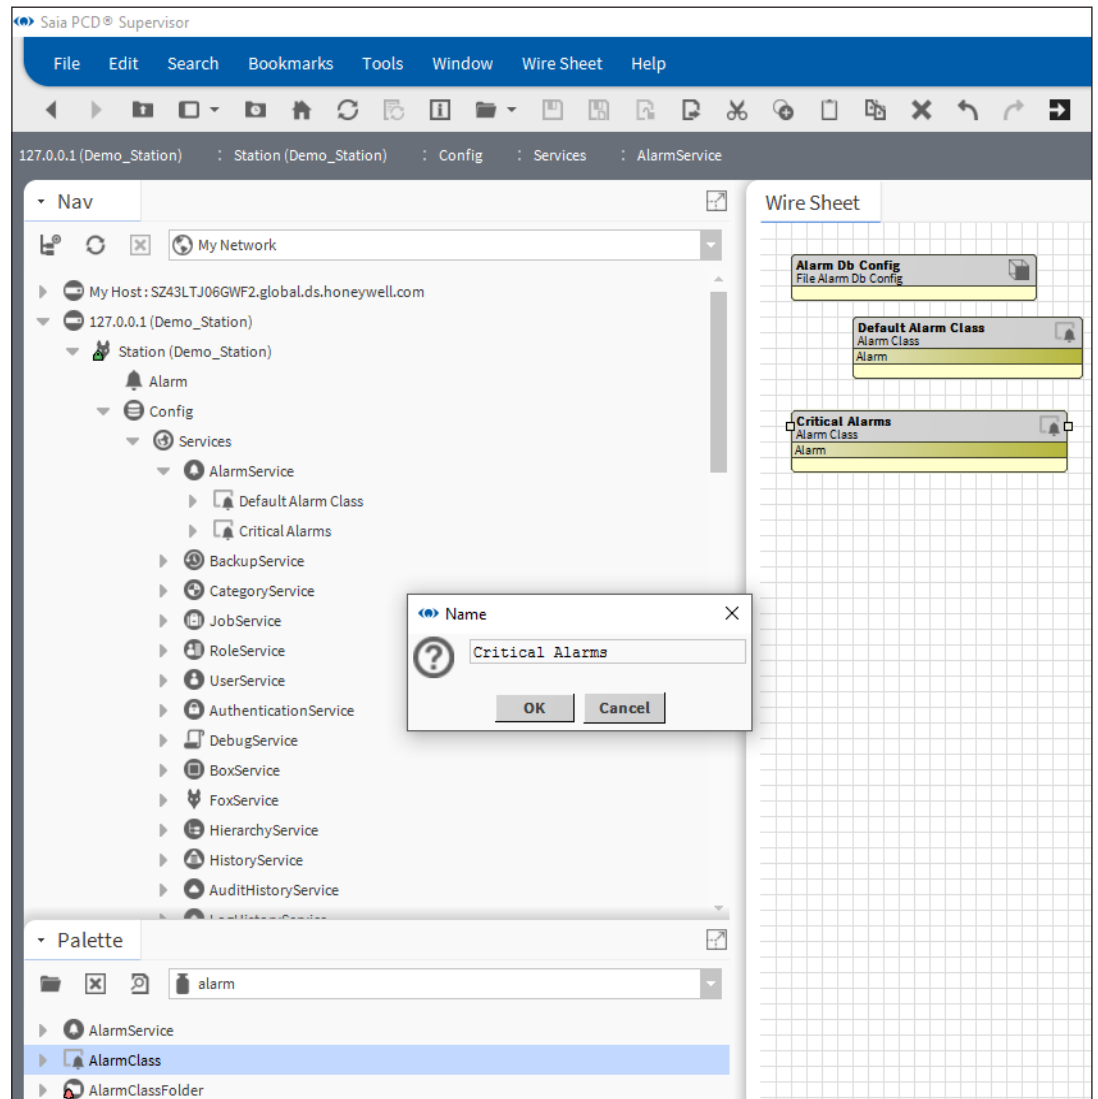 Saia PCD® Supervisor
File Edit Search Bookmarks Tools Window Wire Sheet Help
127.0.0.1 (Demo_Station) : Station (Demo_Station) : Config : Services : AlarmService
Nav
My Network
My Host : SZ43LTJ06GWF2.global.ds.honeywell.com
127.0.0.1 (Demo_Station)
Station (Demo_Station)
Alarm
Config
Services
AlarmService
Default Alarm Class
Critical Alarms
BackupService
CategoryService
JobService
RoleService
UserService
AuthenticationService
DebugService
BoxService
FoxService
HierarchyService
HistoryService
AuditHistoryService
Palette
alarm
AlarmService
AlarmClass
AlarmClassFolder
Name
Critical Alarms
OK Cancel
Wire Sheet
Alarm Db Config
File Alarm Db Config
Default Alarm Class
Alarm Class
Alarm
Critical Alarms
Alarm Class
Alarm